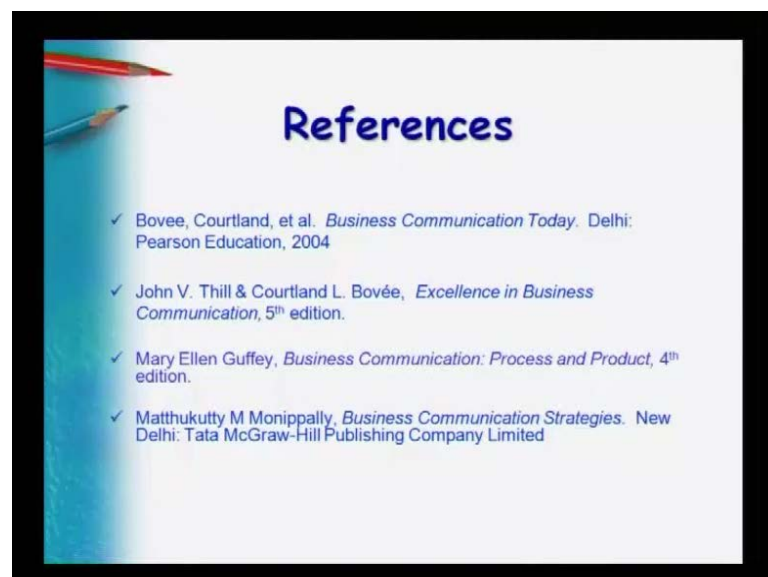 References
✓ Bovee, Courtland, et al. Business Communication Today. Delhi:
Pearson Education, 2004
✓ John V. Thill & Courtland L. Bovée, Excellence in Business
Communication, 5th edition.
✓ Mary Ellen Guffey, Business Communication: Process and Product, 4th
edition.
✓ Matthukutty M Monippally, Business Communication Strategies. New
Delhi: Tata McGraw-Hill Publishing Company Limited